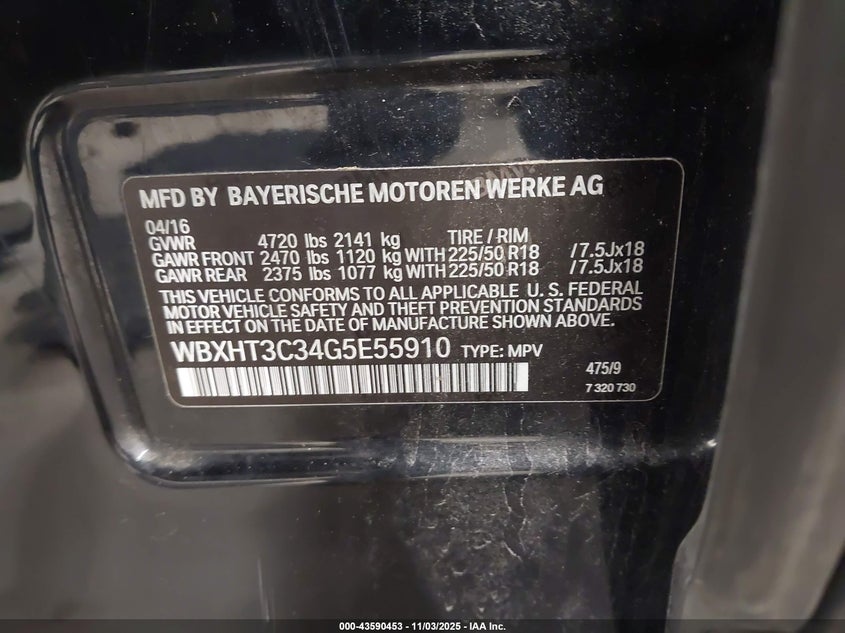 MFD BY BAYERISCHE MOTOREN WERKE AG
04/16
GVWR 4720 lbs 2141 kg TIRE / RIM
GAWR FRONT 2470 lbs 1120 kg WITH 225/50 R18 /7.5Jx18
GAWR REAR 2375 lbs 1077 kg WITH 225/50 R18 /7.5Jx18
THIS VEHICLE CONFORMS TO ALL APPLICABLE U. S. FEDERAL
MOTOR VEHICLE SAFETY AND THEFT PREVENTION STANDARDS
IN EFFECT ON THE DATE OF MANUFACTURE SHOWN ABOVE.
WBXHT3C34G5E55910 TYPE: MPV
475/9
7 320 730
000-43590453 - 11/03/2025 - IAA Inc.